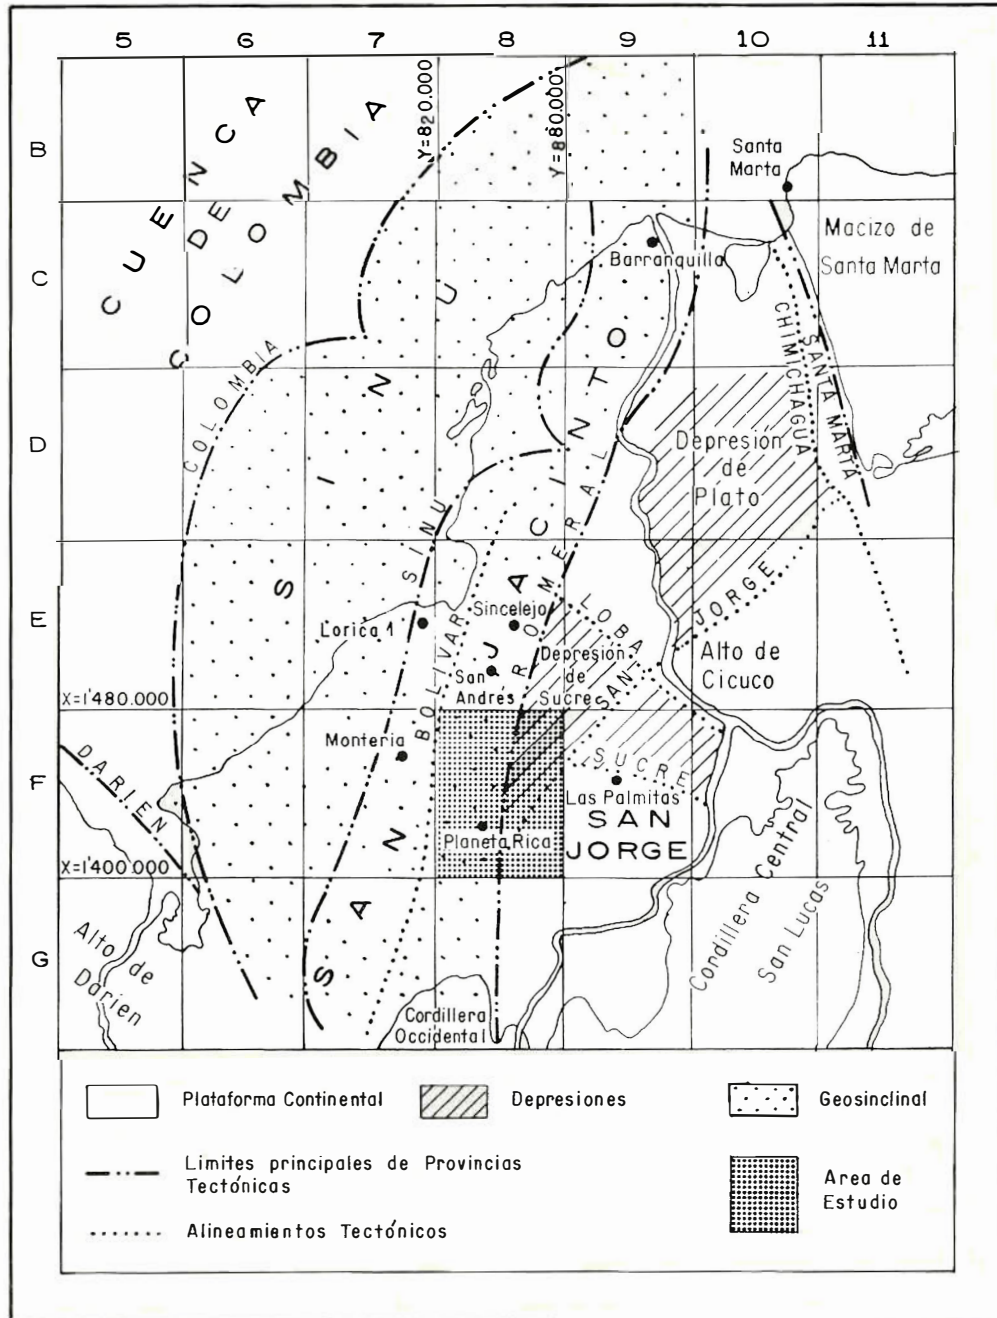 5 6 7 8 9 10 11
B
C
D
E
F
G
CUENCA
DE
COLOMBIA
Y=820.000
Y=880.000
Santa
Marta
Macizo de
Santa Marta
Barranquilla
COLOMBIA
SINU
SAN JACINTO
CHIMICHAGUA
SANTA MARTA
Depresión
de
Plato
SINU
BOLIVAR
ROMERAL
Lorica 1
Sincelejo
San
Andres
Depresión
de
Sucre
LOBA
SAN JORGE
Alto de
Cicuco
X=1'480.000
DARIEN
Monteria
SUCRE
Las Palmitas
SAN
JORGE
Planeta Rica
X=1'400.000
Alto
de
Darien
Cordillera
Occidental
Cordillera Central
San Lucas
Plataforma Continental
Depresiones
Geosinclinal
Limites principales de Provincias
Tectónicas
Area de
Estudio
Alineamientos Tectónicos